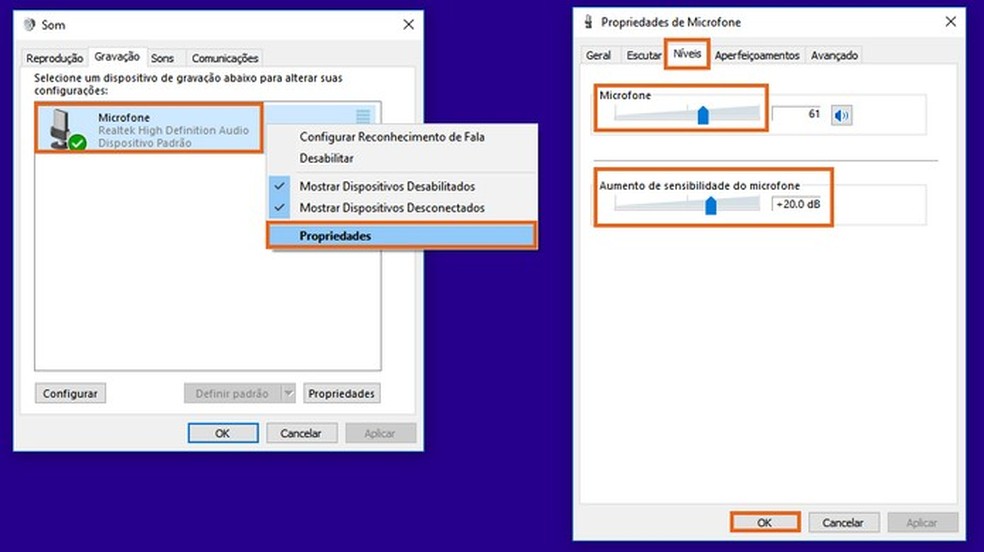 Som
Reprodução Gravação Sons Comunicações
Selecione um dispositivo de gravação abaixo para alterar suas
configurações:
Microfone
Realtek High Definition Audio
Dispositivo Padrão
Configurar Reconhecimento de Fala
Desabilitar
Mostrar Dispositivos Desabilitados
Mostrar Dispositivos Desconectados
Propriedades
Configurar Definir padrão Propriedades
OK Cancelar Aplicar
Propriedades de Microfone
Geral Escutar Níveis Aperfeiçoamentos Avançado
Microfone
61
Aumento de sensibilidade do microfone
+20.0 dB
OK Cancelar Aplicar